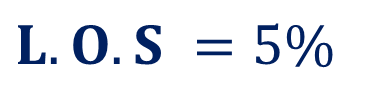 L. O. S = 5%